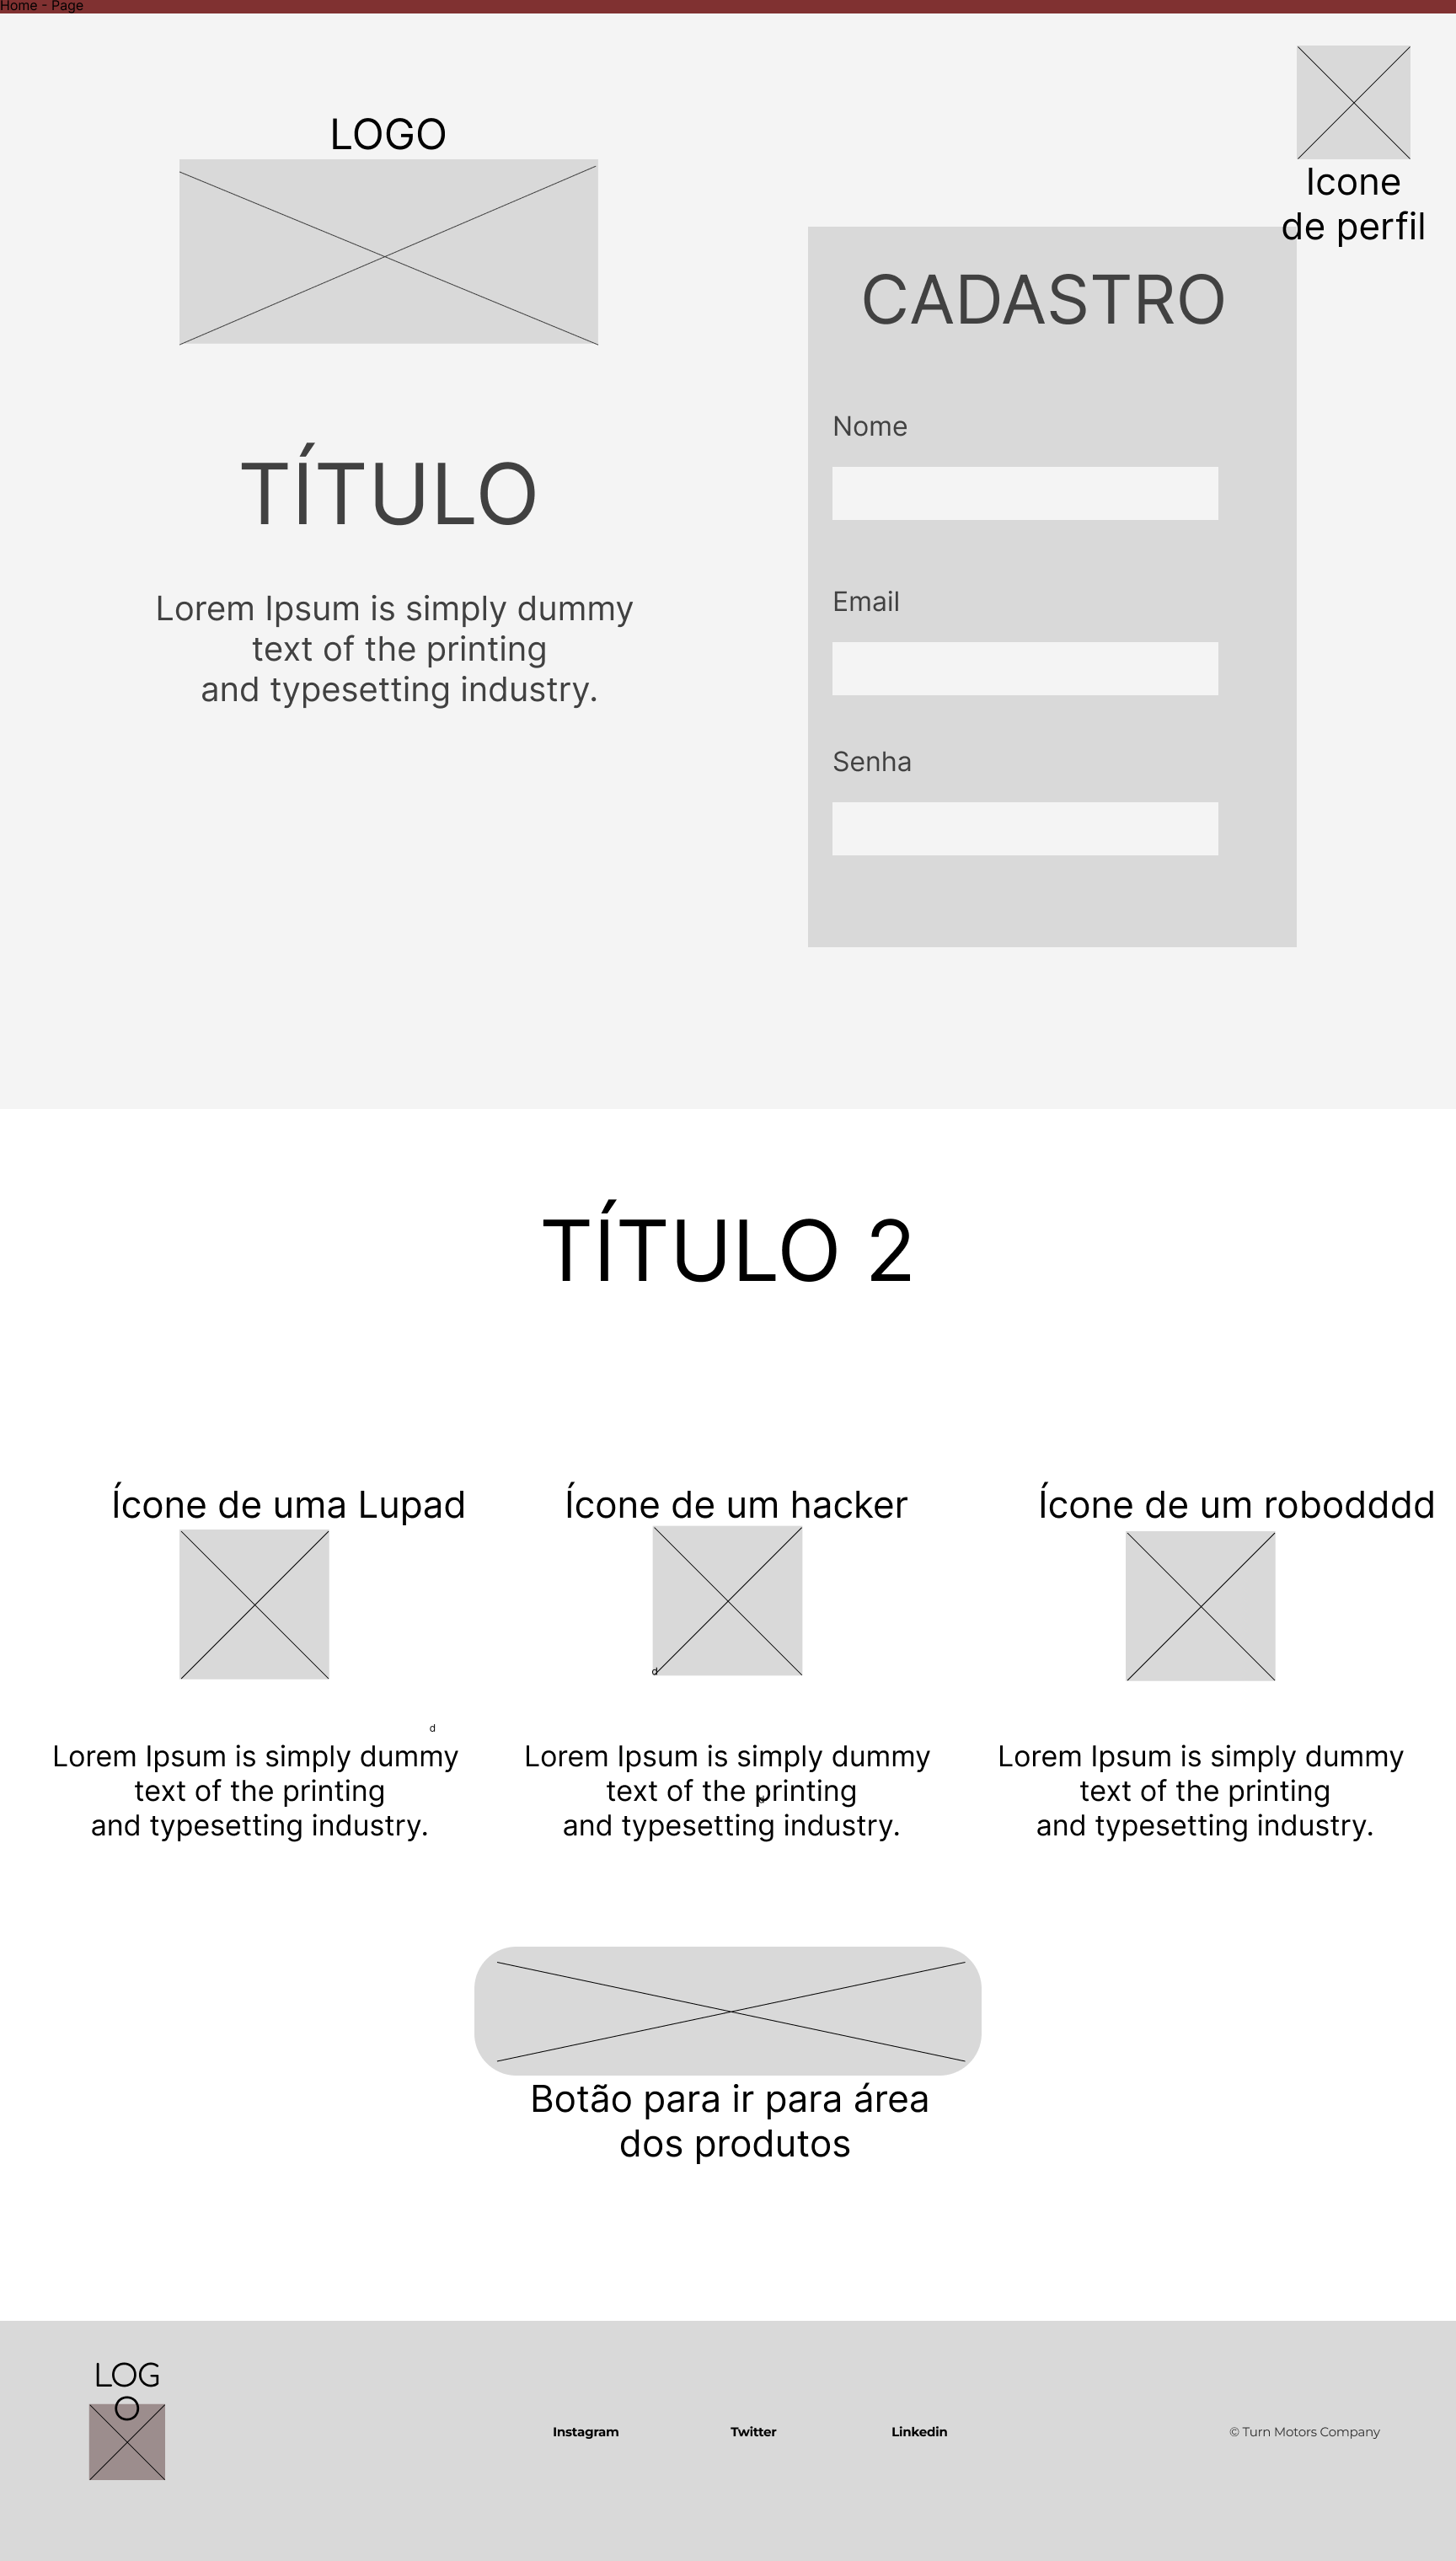 Home - Page
LOGO
Icone
de perfil
TÍTULO
Lorem Ipsum is simply dummy
text of the printing
and typesetting industry.
CADASTRO
Nome
Email
Senha
TÍTULO 2
Ícone de uma Lupad
Ícone de um hacker
Ícone de um robodddd
d
d
Lorem Ipsum is simply dummy
text of the printing
and typesetting industry.
Lorem Ipsum is simply dummy
text of the printing
and typesetting industry.
d
Lorem Ipsum is simply dummy
text of the printing
and typesetting industry.
Botão para ir para área
dos produtos
LOG
O
Instagram
Twitter
Linkedin
© Turn Motors Company